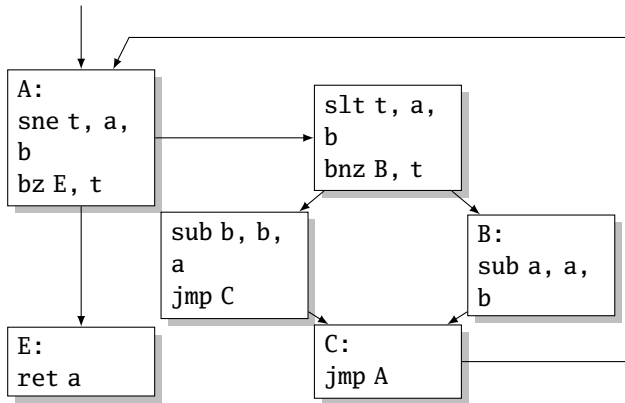 A:
sne t, a,
b
bz E, t
slt t, a,
b
bnz B, t
sub b, b,
a
jmp C
B:
sub a, a,
b
E:
ret a
C:
jmp A